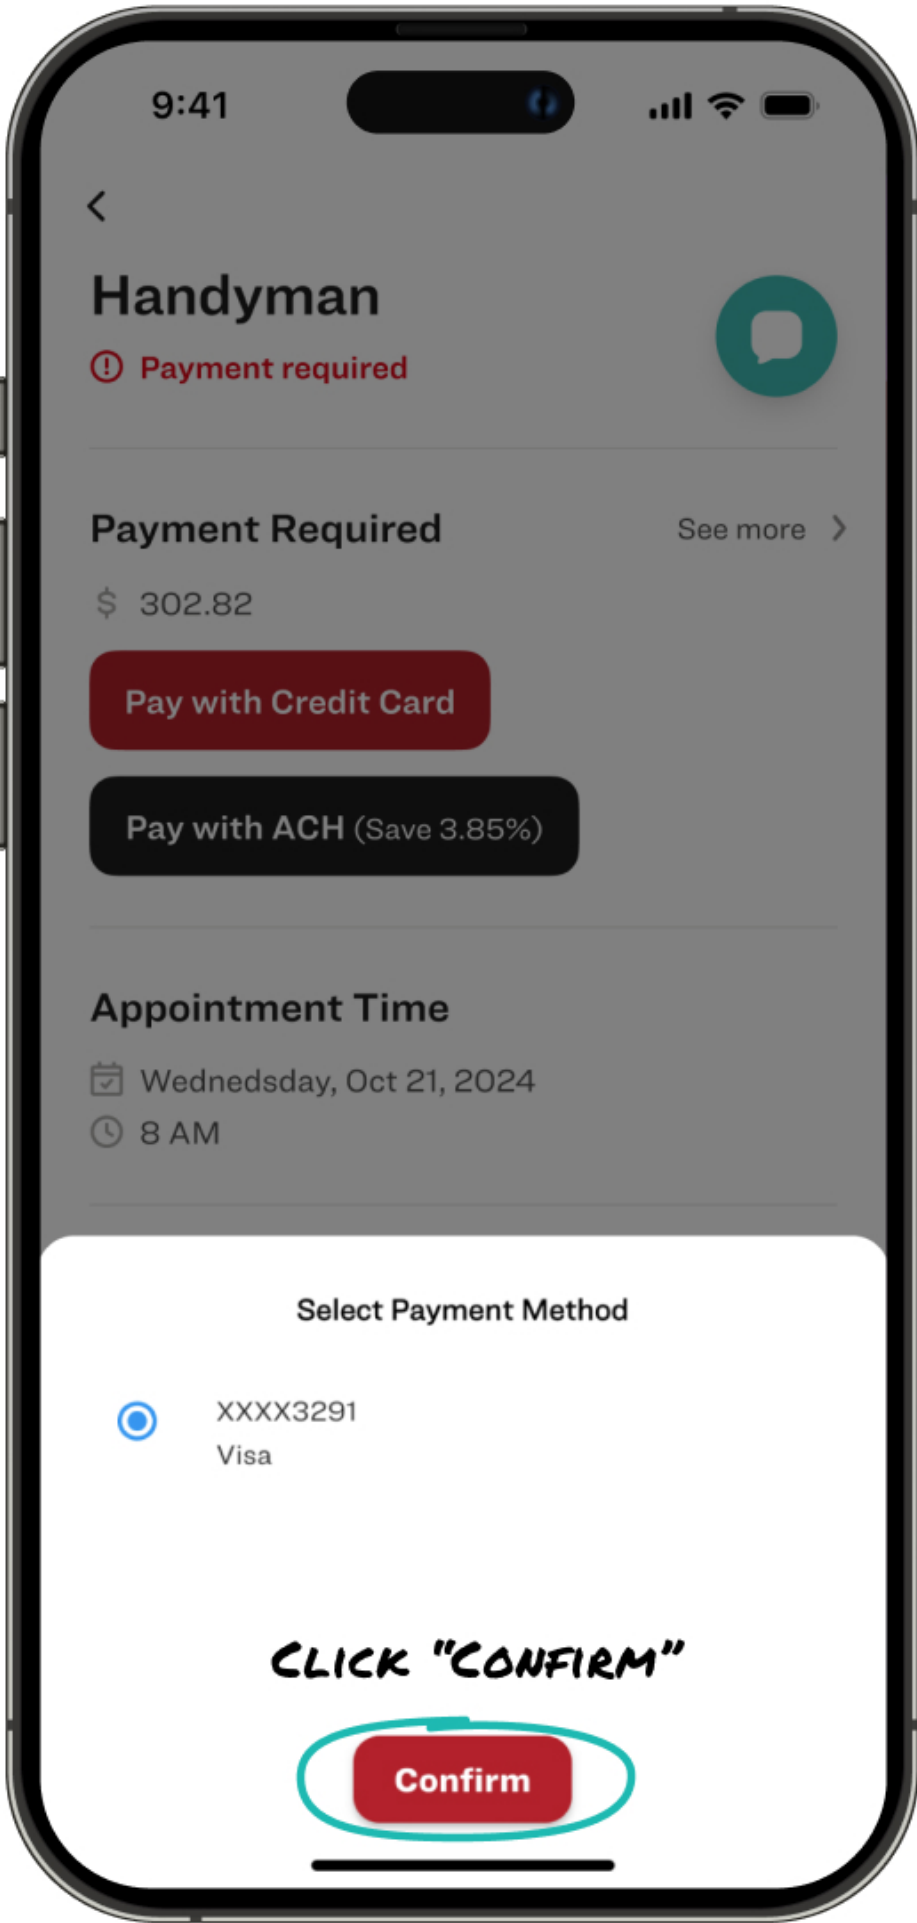 9:41
Handyman
Payment required
Payment Required See more
$ 302.82
Pay with Credit Card
Pay with ACH (Save 3.85%)
Appointment Time
Wednedsday, Oct 21, 2024
8 AM
Select Payment Method
XXXX3291
Visa
CLICK "CONFIRM"
Confirm